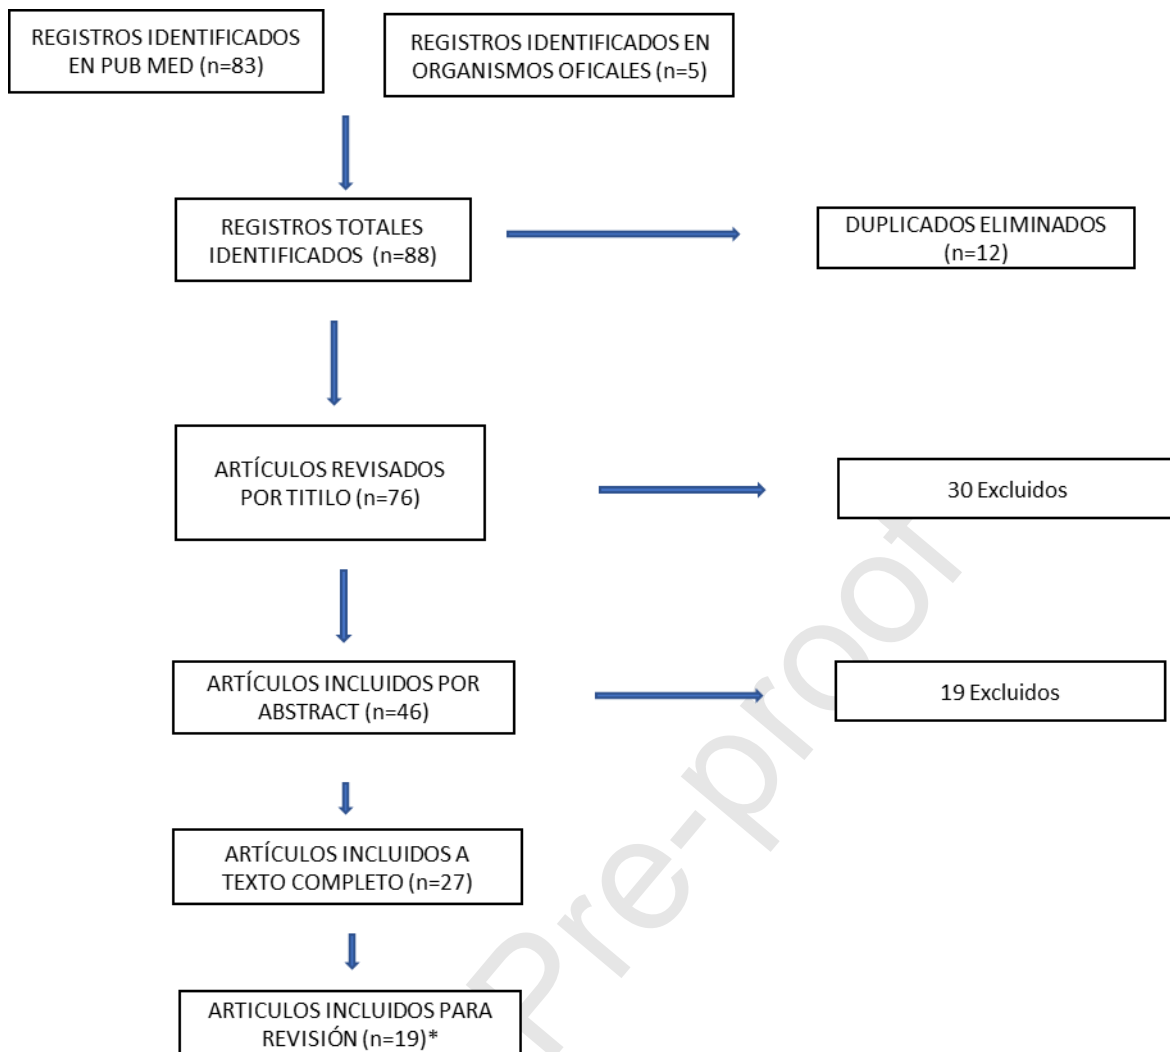 REGISTROS IDENTIFICADOS
EN PUB MED (n=83)
REGISTROS IDENTIFICADOS EN
ORGANISMOS OFICALES (n=5)
REGISTROS TOTALES
IDENTIFICADOS (n=88)
DUPLICADOS ELIMINADOS
(n=12)
ARTÍCULOS REVISADOS
POR TITILO (n=76)
30 Excluidos
ARTÍCULOS INCLUIDOS POR
ABSTRACT (n=46)
19 Excluidos
ARTÍCULOS INCLUIDOS A
TEXTO COMPLETO (n=27)
ARTICULOS INCLUIDOS PARA
REVISIÓN (n=19)*
Pre-proof